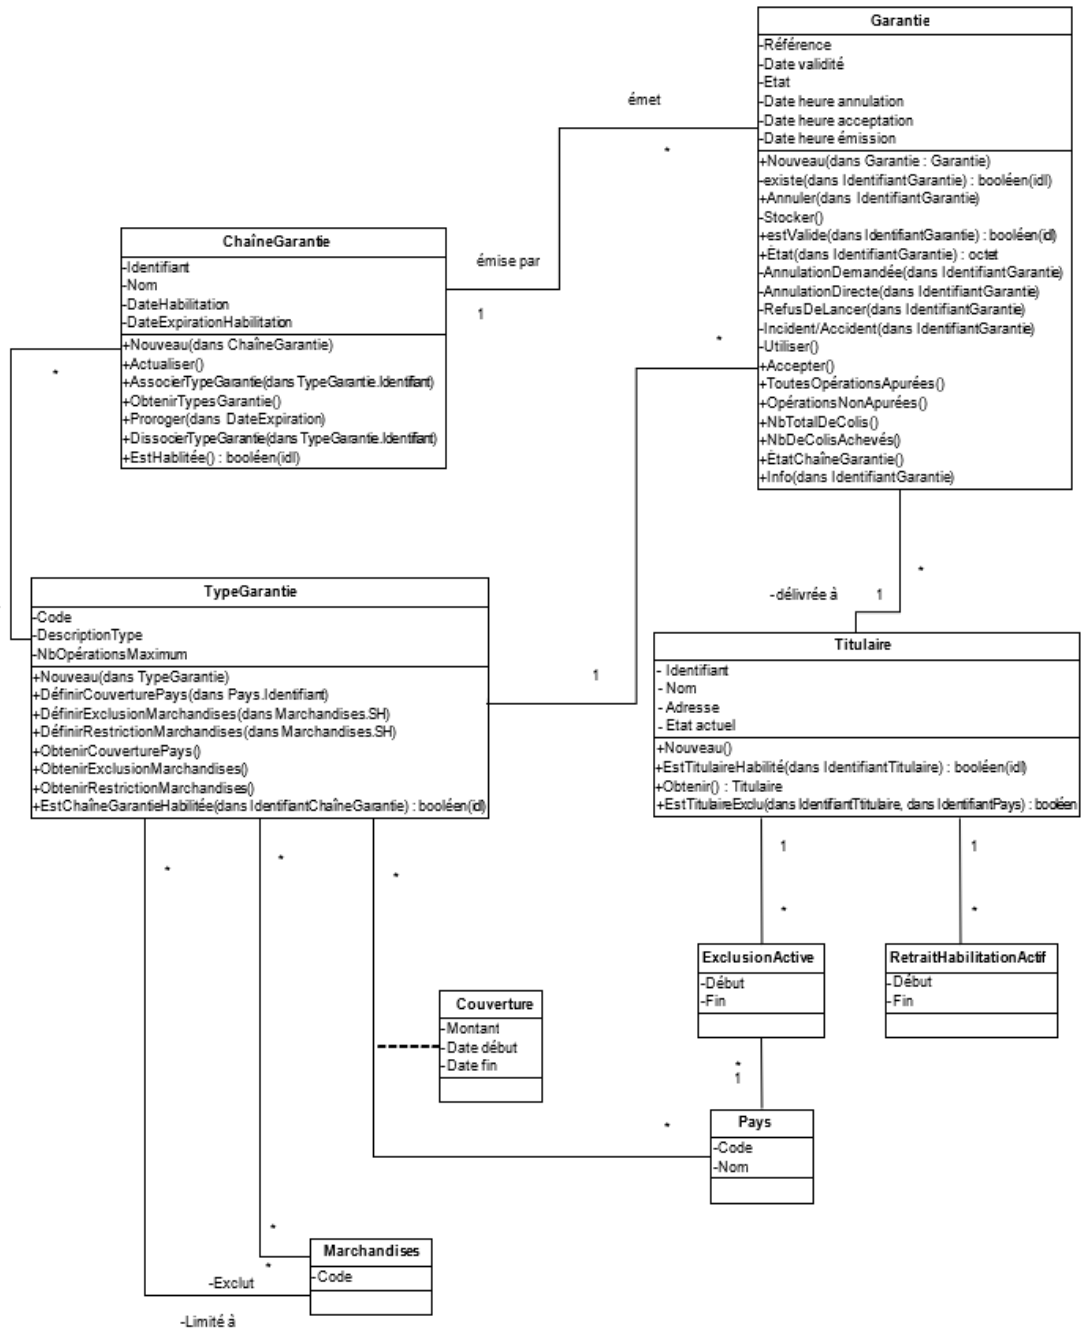 Garantie
-Référence
-Date validité
-Etat
-Date heure annulation
-Date heure acceptation
-Date heure émission
+Nouveau(dans Garantie : Garantie)
-existe(dans IdentifiantGarantie) : booléen(idl)
+Annuler(dans IdentifiantGarantie)
-Stocker()
+estValide(dans IdentifiantGarantie) : booléen(idl)
+État(dans IdentifiantGarantie) : octet
-AnnulationDemandée(dans IdentifiantGarantie)
-AnnulationDirecte(dans IdentifiantGarantie)
-RefusDeLancer(dans IdentifiantGarantie)
-Incident/Accident(dans IdentifiantGarantie)
-Utiliser()
+Accepter()
+ToutesOpérationsApurées()
+OpérationsNonApurées()
+NbTotalDeColis()
+NbDeColisAchevés()
+ÉtatChaîneGarantie()
+Info(dans IdentifiantGarantie)
émet
*
émise par
1
ChaîneGarantie
-Identifiant
-Nom
-DateHabilitation
-DateExpirationHabilitation
+Nouveau(dans ChaîneGarantie)
+Actualiser()
+AssocierTypeGarantie(dans TypeGarantie.Identifiant)
+ObtenirTypesGarantie()
+Proroger(dans DateExpiration)
+DissocierTypeGarantie(dans TypeGarantie.Identifiant)
+EstHablitée() : booléen(idl)
*
*
*
1
-délivrée à
1
*
TypeGarantie
-Code
-DescriptionType
-NbOpérationsMaximum
+Nouveau(dans TypeGarantie)
+DéfinirCouverturePays(dans Pays.Identifiant)
+DéfinirExclusionMarchandises(dans Marchandises.SH)
+DéfinirRestrictionMarchandises(dans Marchandises.SH)
+ObtenirCouverturePays()
+ObtenirExclusionMarchandises()
+ObtenirRestrictionMarchandises()
+EstChaîneGarantieHabilitée(dans IdentifiantChaîneGarantie) : booléen(idl)
Titulaire
- Identifiant
- Nom
- Adresse
- Etat actuel
+Nouveau()
+EstTitulaireHabilité(dans IdentifiantTitulaire) : booléen(idl)
+Obtenir() : Titulaire
+EstTitulaireExclu(dans IdentifiantTtitulaire, dans IdentifiantPays) : booléen
*
*
*
1
1
*
*
ExclusionActive
-Début
-Fin
RetraitHabilitationActif
-Début
-Fin
Couverture
-Montant
-Date début
-Date fin
*
1
Pays
-Code
-Nom
*
*
*
Marchandises
-Code
-Exclut
-Limité à